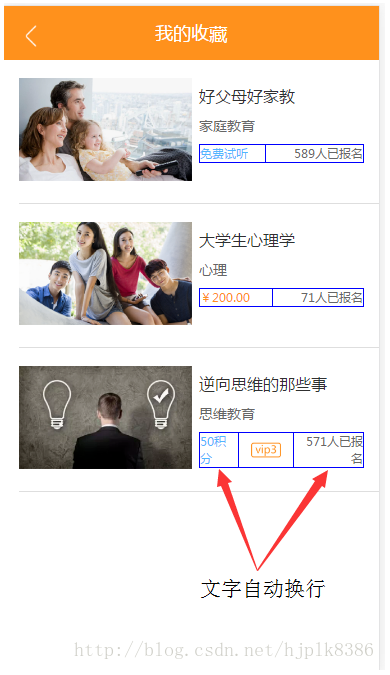 我的收藏
好父母好家教
家庭教育
免费试听 589人已报名
大学生心理学
心理
￥200.00 71人已报名
逆向思维的那些事
思维教育
50积分 vip3 571人已报名
文字自动换行
http://blog.csdn.net/hjplk8386